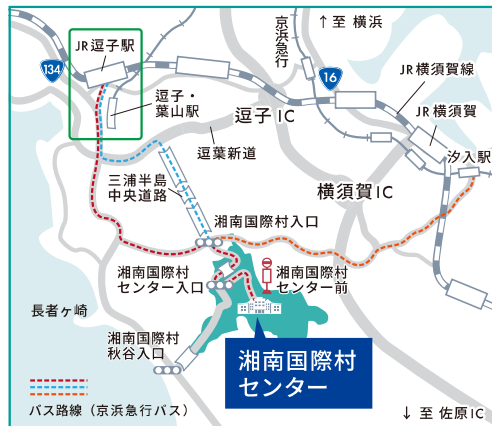 ↑至 横浜
京浜急行
JR逗子駅
134
16
JR横須賀線
逗子・
葉山駅
逗子IC
JR横須賀
汐入駅
逗葉新道
三浦半島
中央道路
横須賀IC
湘南国際村入口
湘南国際村
センター入口
湘南国際村
センター前
長者ヶ崎
湘南国際村
秋谷入口
湘南国際村
センター
バス路線（京浜急行バス）
↓ 至 佐原IC